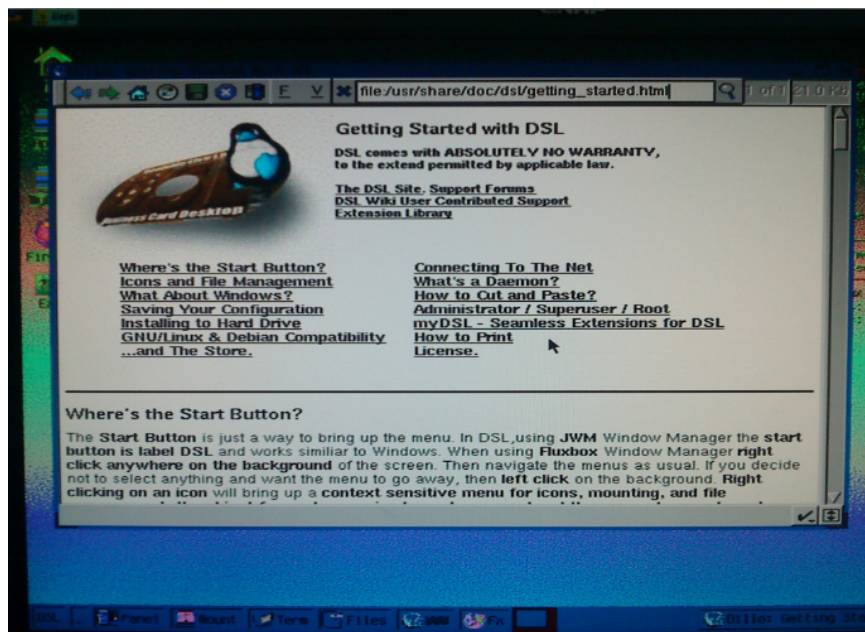 F V file:/usr/share/doc/dsl/getting_started.html 1 of 1 21.0 Kb
Getting Started with DSL
DSL comes with ABSOLUTELY NO WARRANTY,
to the extend permitted by applicable law.
The DSL Site, Support Forums
DSL Wiki User Contributed Support
Extension Library
Business Card Desktop
Where's the Start Button? Connecting To The Net
Icons and File Management What's a Daemon?
What About Windows? How to Cut and Paste?
Saving Your Configuration Administrator / Superuser / Root
Installing to Hard Drive myDSL - Seamless Extensions for DSL
GNU/Linux & Debian Compatibility How to Print
...and The Store. License.
Where's the Start Button?
The Start Button is just a way to bring up the menu. In DSL,using JWM Window Manager the start
button is label DSL and works similiar to Windows. When using Fluxbox Window Manager right
click anywhere on the background of the screen. Then navigate the menus as usual. If you decide
not to select anything and want the menu to go away, then left click on the background. Right
clicking on an icon will bring up a context sensitive menu for icons, mounting, and file
DSL Panel Mount Term Files WWW Fx Dillo: Getting St